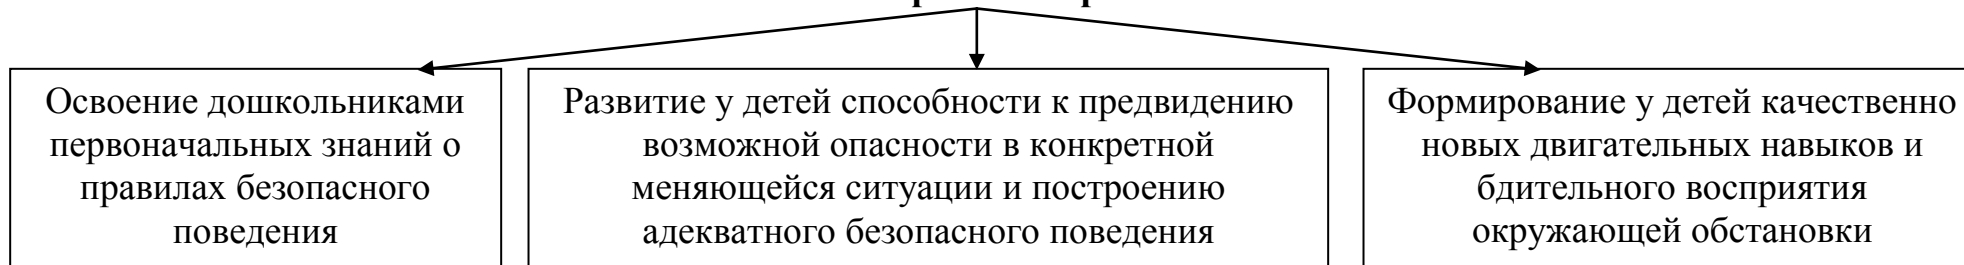 Освоение дошкольниками
первоначальных знаний о
правилах безопасного
поведения
Развитие у детей способности к предвидению
возможной опасности в конкретной
меняющейся ситуации и построению
адекватного безопасного поведения
Формирование у детей качественно
новых двигательных навыков и
бдительного восприятия
окружающей обстановки